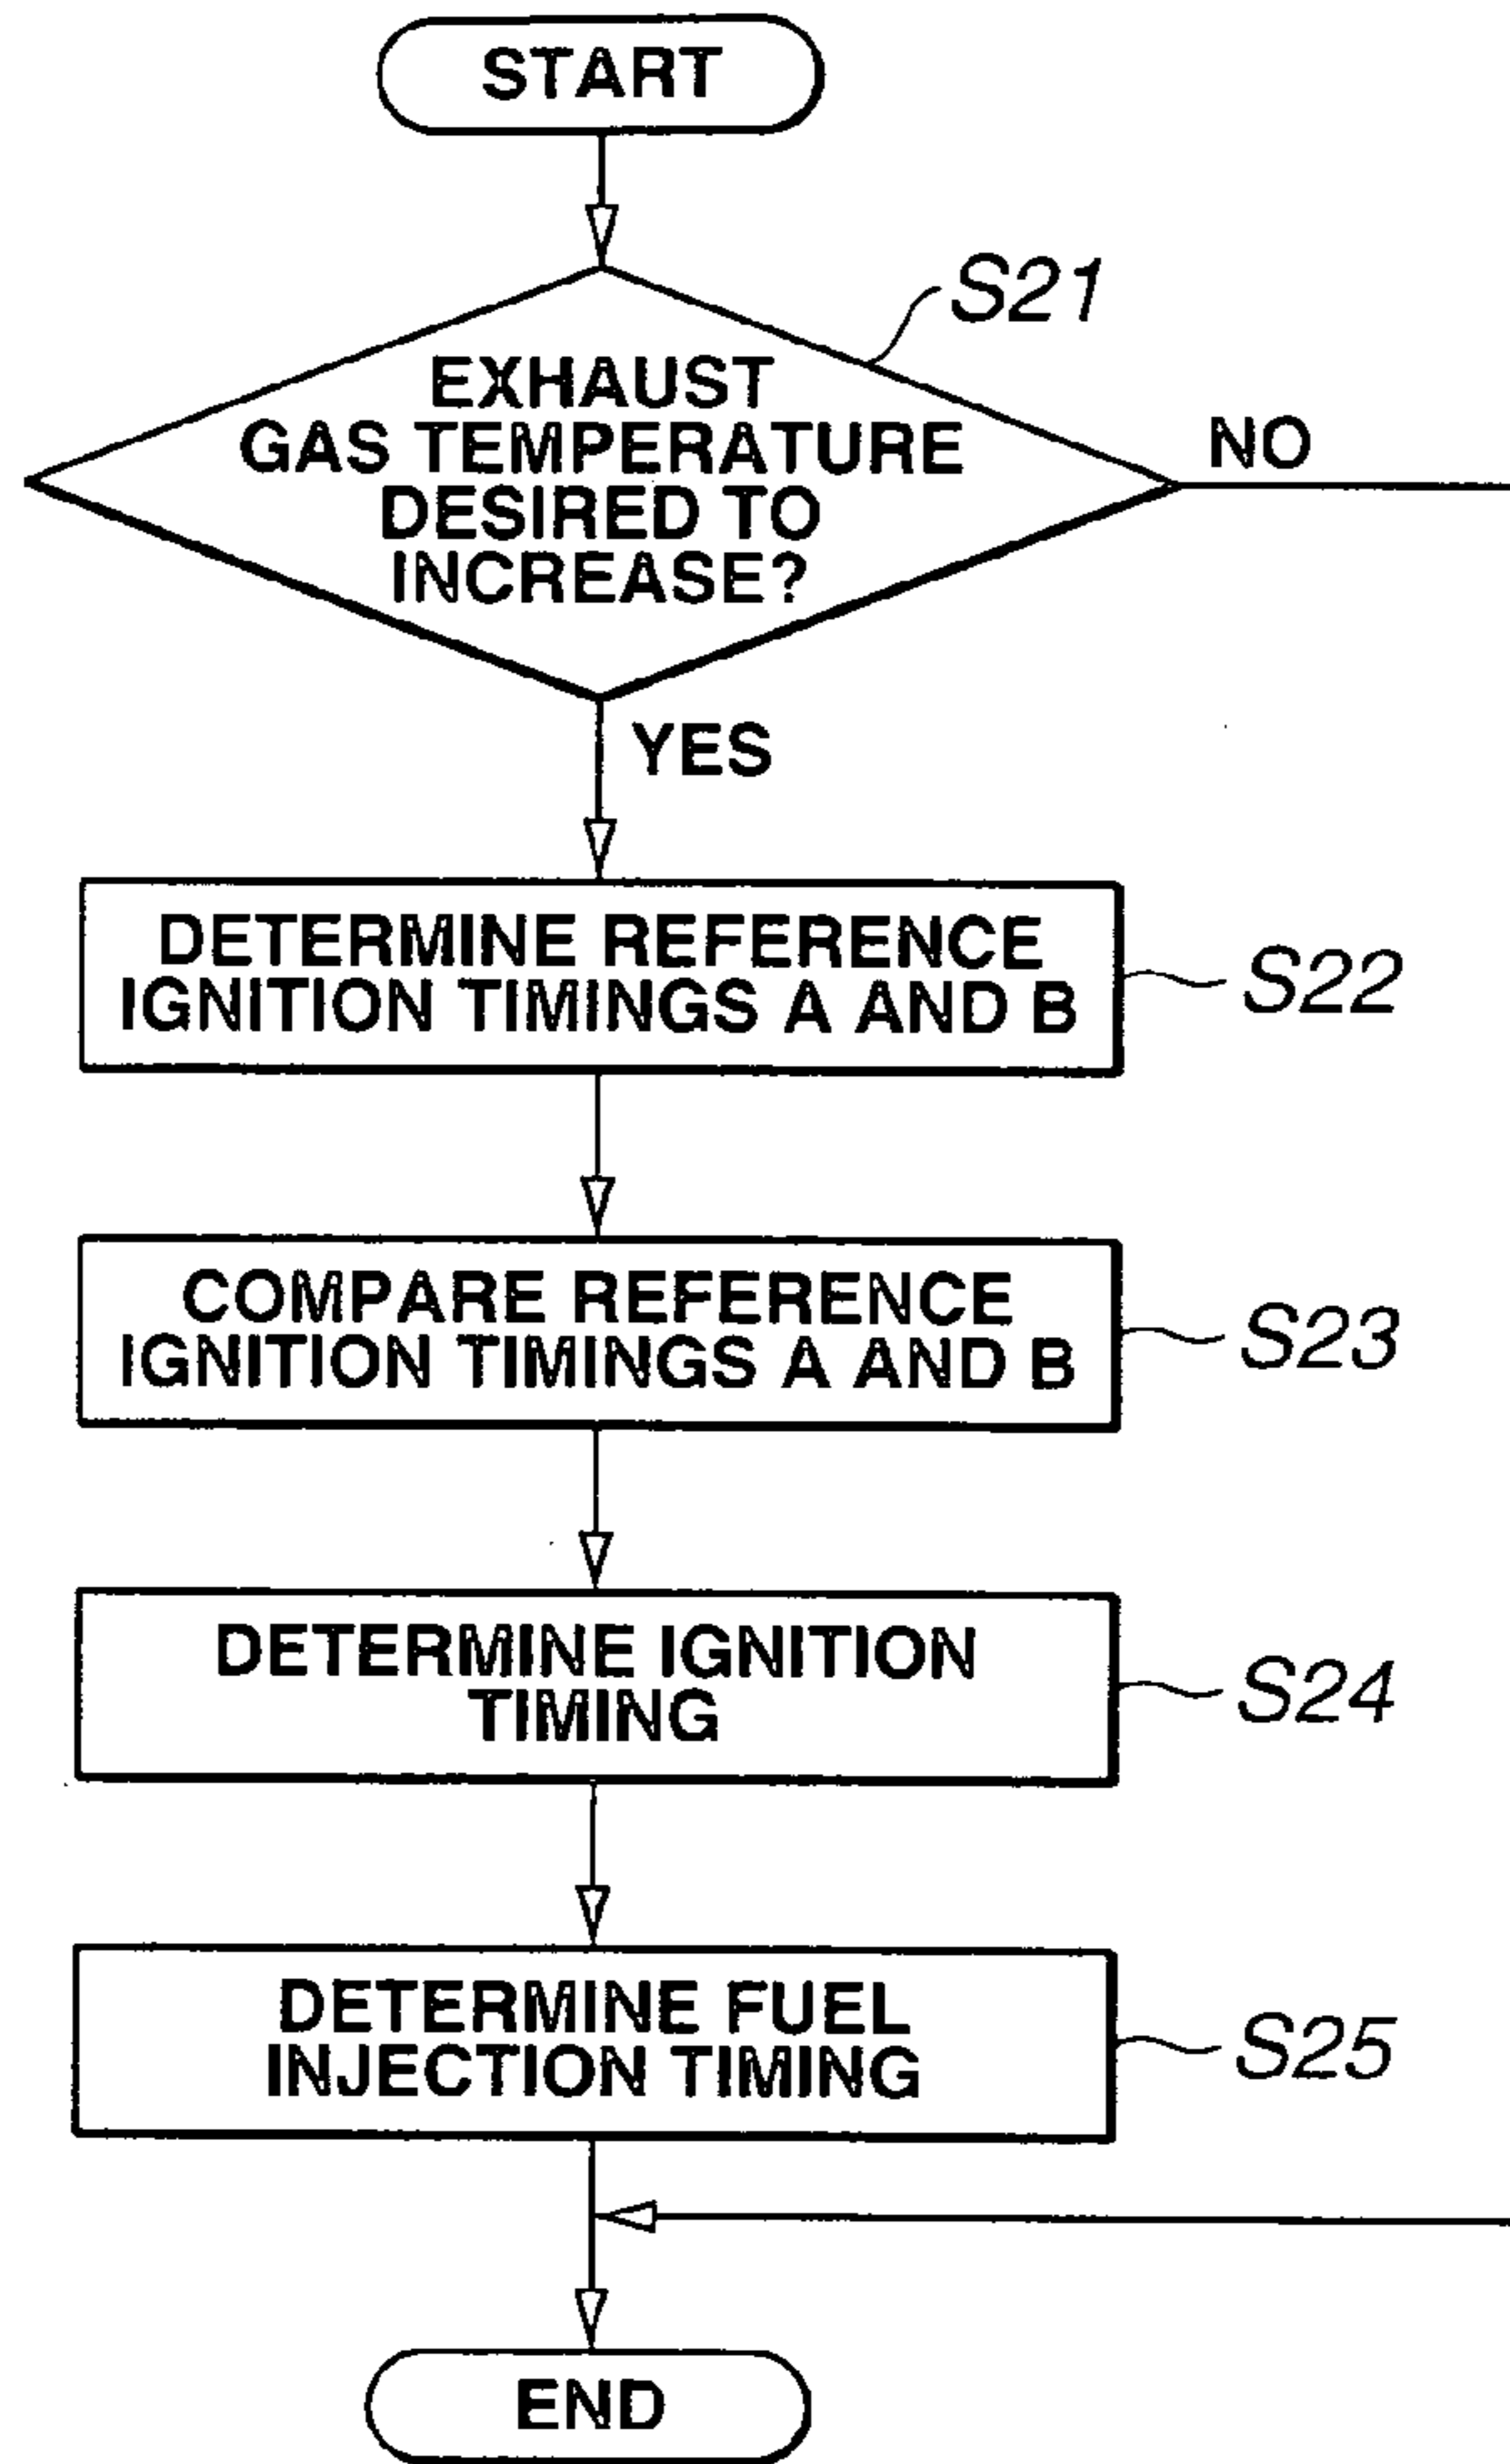 START
S21
EXHAUST
GAS TEMPERATURE
DESIRED TO
INCREASE?
NO
YES
DETERMINE REFERENCE
IGNITION TIMINGS A AND B
S22
COMPARE REFERENCE
IGNITION TIMINGS A AND B
S23
DETERMINE IGNITION
TIMING
S24
DETERMINE FUEL
INJECTION TIMING
S25
END